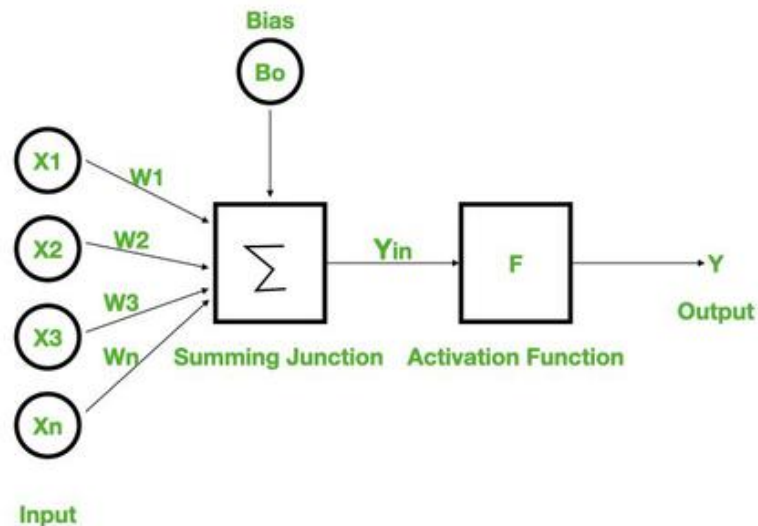 Bias
Bo
X1
W1
X2
W2
X3
W3
Xn
Wn
∑
Summing Junction
Yin
F
Activation Function
Y
Output
Input